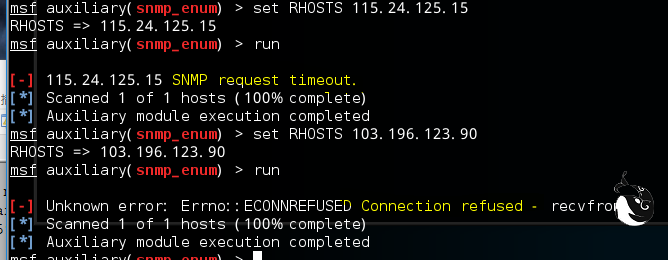 msf auxiliary(snmp_enum) > set RHOSTS 115.24.125.15
RHOSTS => 115.24.125.15
msf auxiliary(snmp_enum) > run
[-] 115.24.125.15 SNMP request timeout.
[*] Scanned 1 of 1 hosts (100% complete)
[*] Auxiliary module execution completed
msf auxiliary(snmp_enum) > set RHOSTS 103.196.123.90
RHOSTS => 103.196.123.90
msf auxiliary(snmp_enum) > run
[-] Unknown error: Errno::ECONNREFUSED Connection refused - recvfrom
[*] Scanned 1 of 1 hosts (100% complete)
[*] Auxiliary module execution completed
msf auxiliary(snmp_enum) >